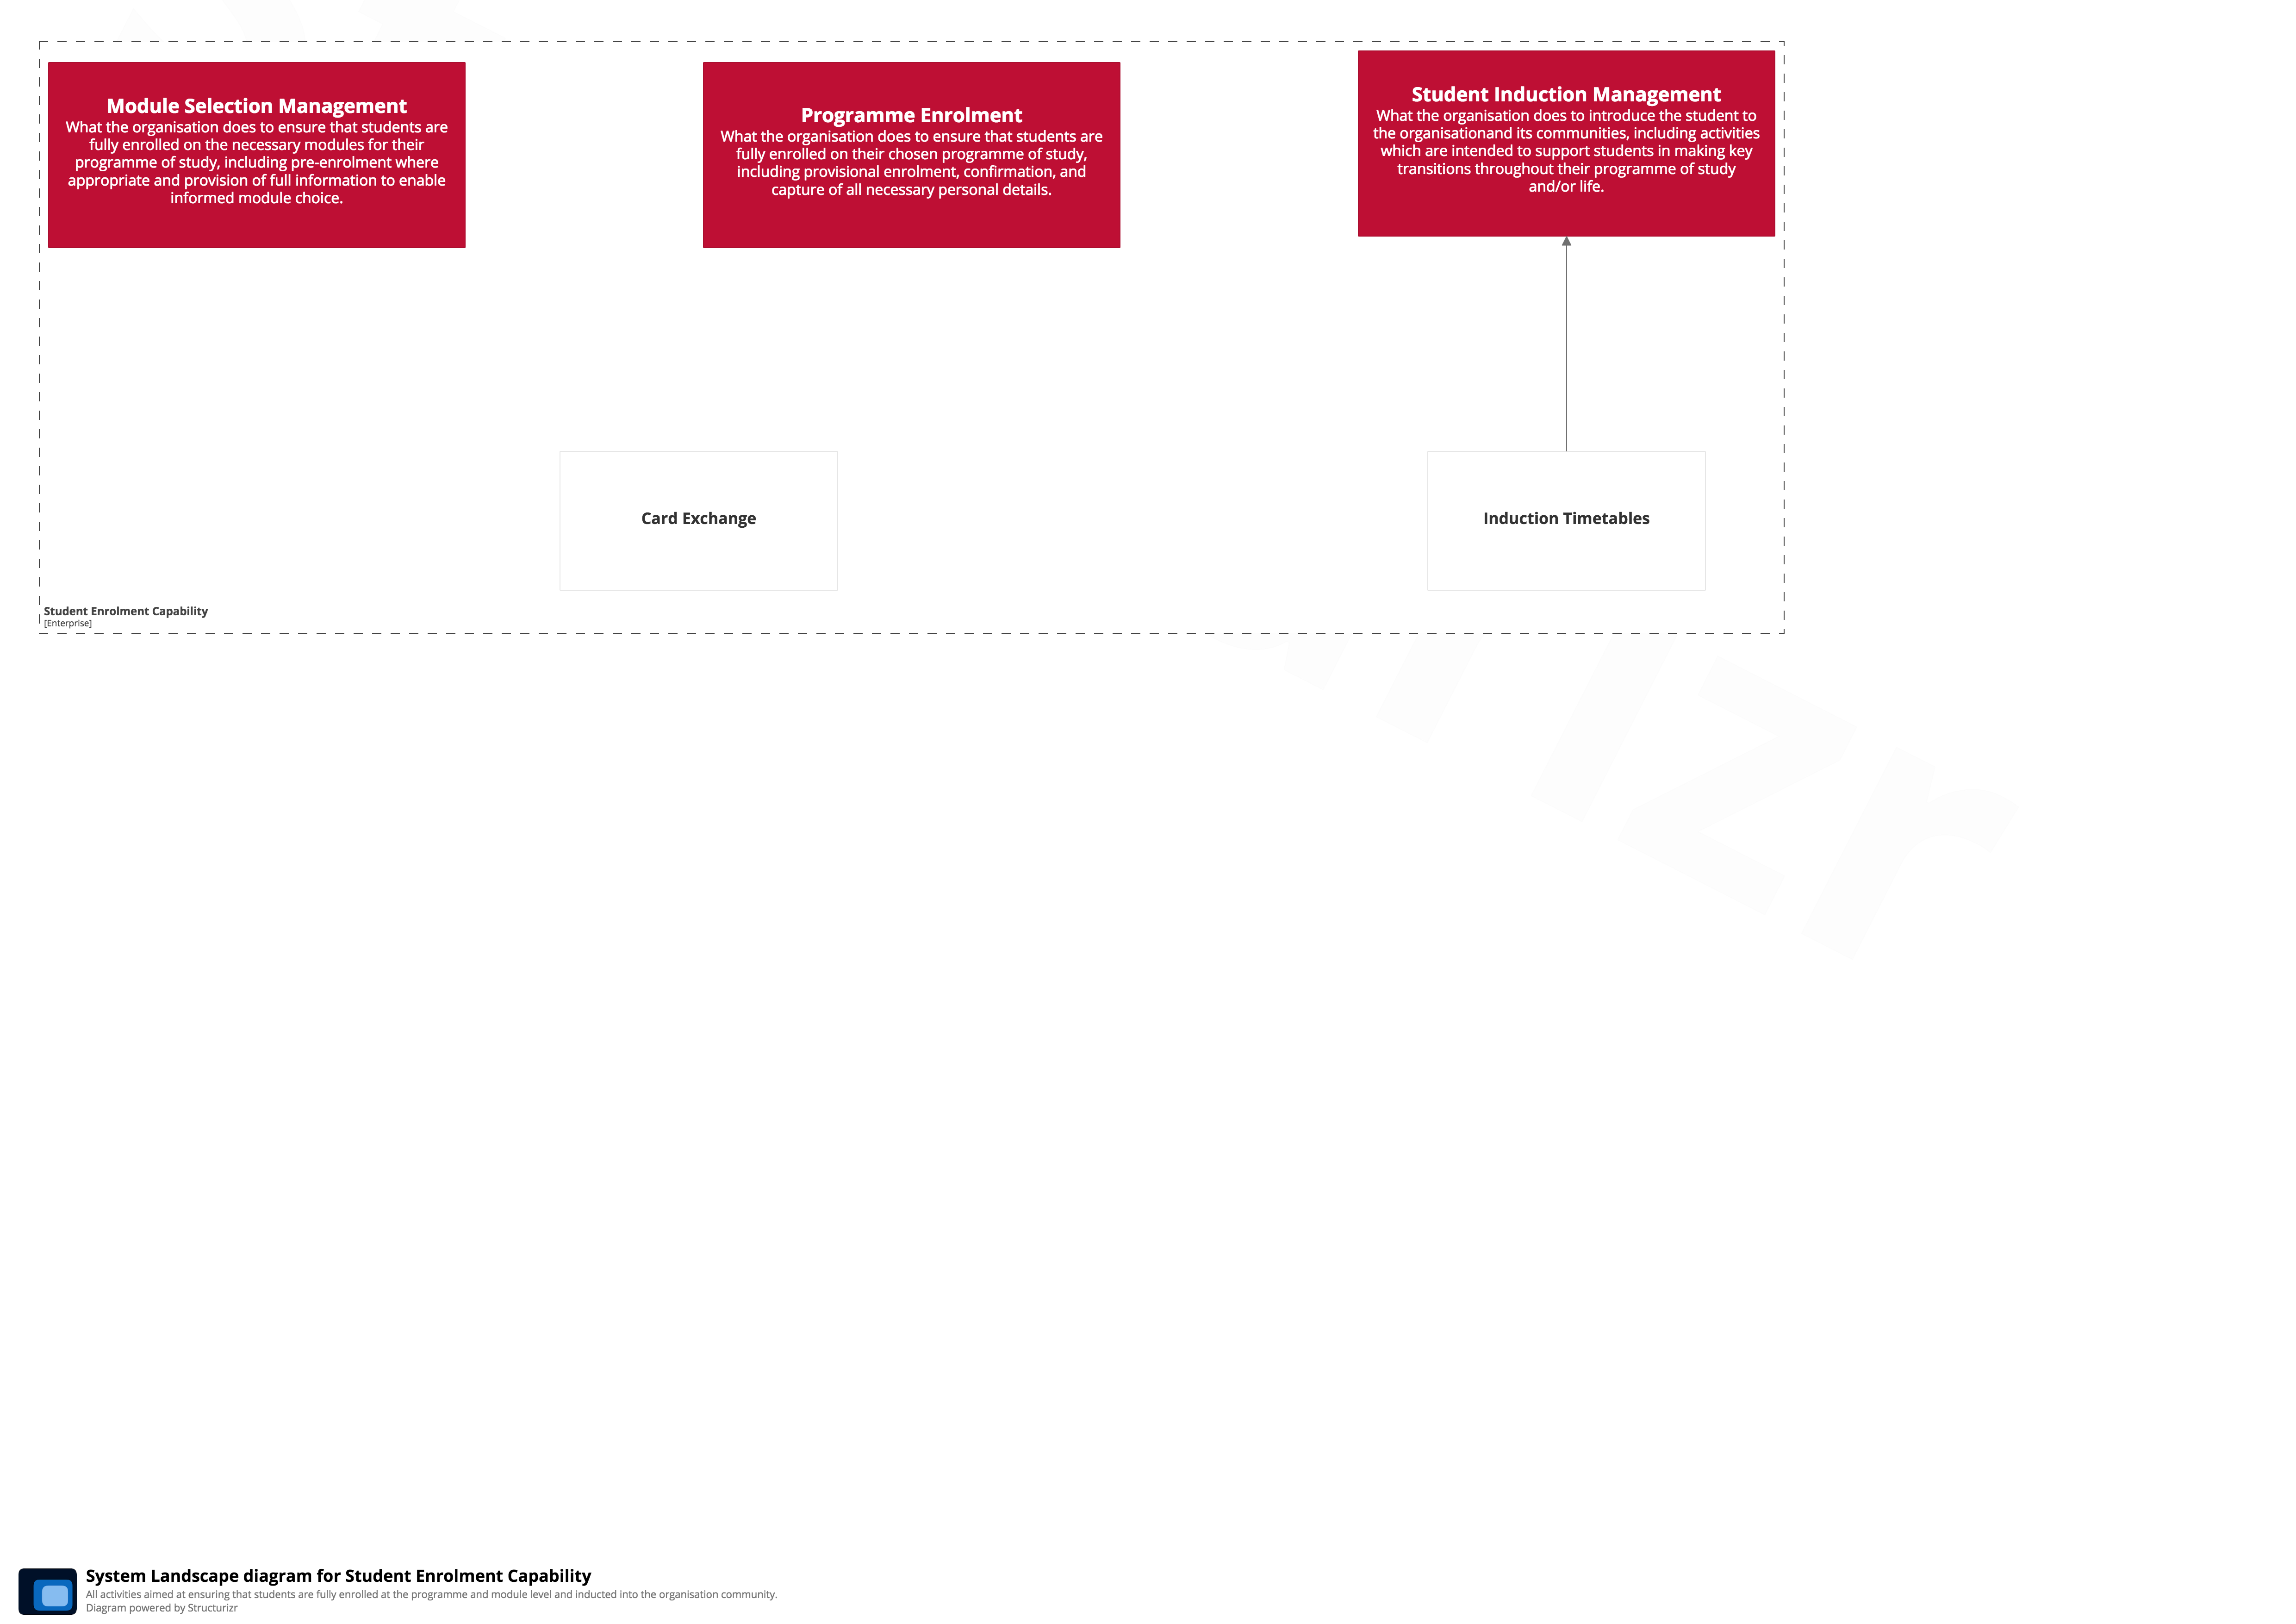 Module Selection Management
What the organisation does to ensure that students are
fully enrolled on the necessary modules for their
programme of study, including pre-enrolment where
appropriate and provision of full information to enable
informed module choice.
Programme Enrolment
What the organisation does to ensure that students are
fully enrolled on their chosen programme of study,
including provisional enrolment, confirmation, and
capture of all necessary personal details.
Student Induction Management
What the organisation does to introduce the student to
the organisationand its communities, including activities
which are intended to support students in making key
transitions throughout their programme of study
and/or life.
Card Exchange
Induction Timetables
Student Enrolment Capability
[Enterprise]
System Landscape diagram for Student Enrolment Capability
All activities aimed at ensuring that students are fully enrolled at the programme and module level and inducted into the organisation community.
Diagram powered by Structurizr